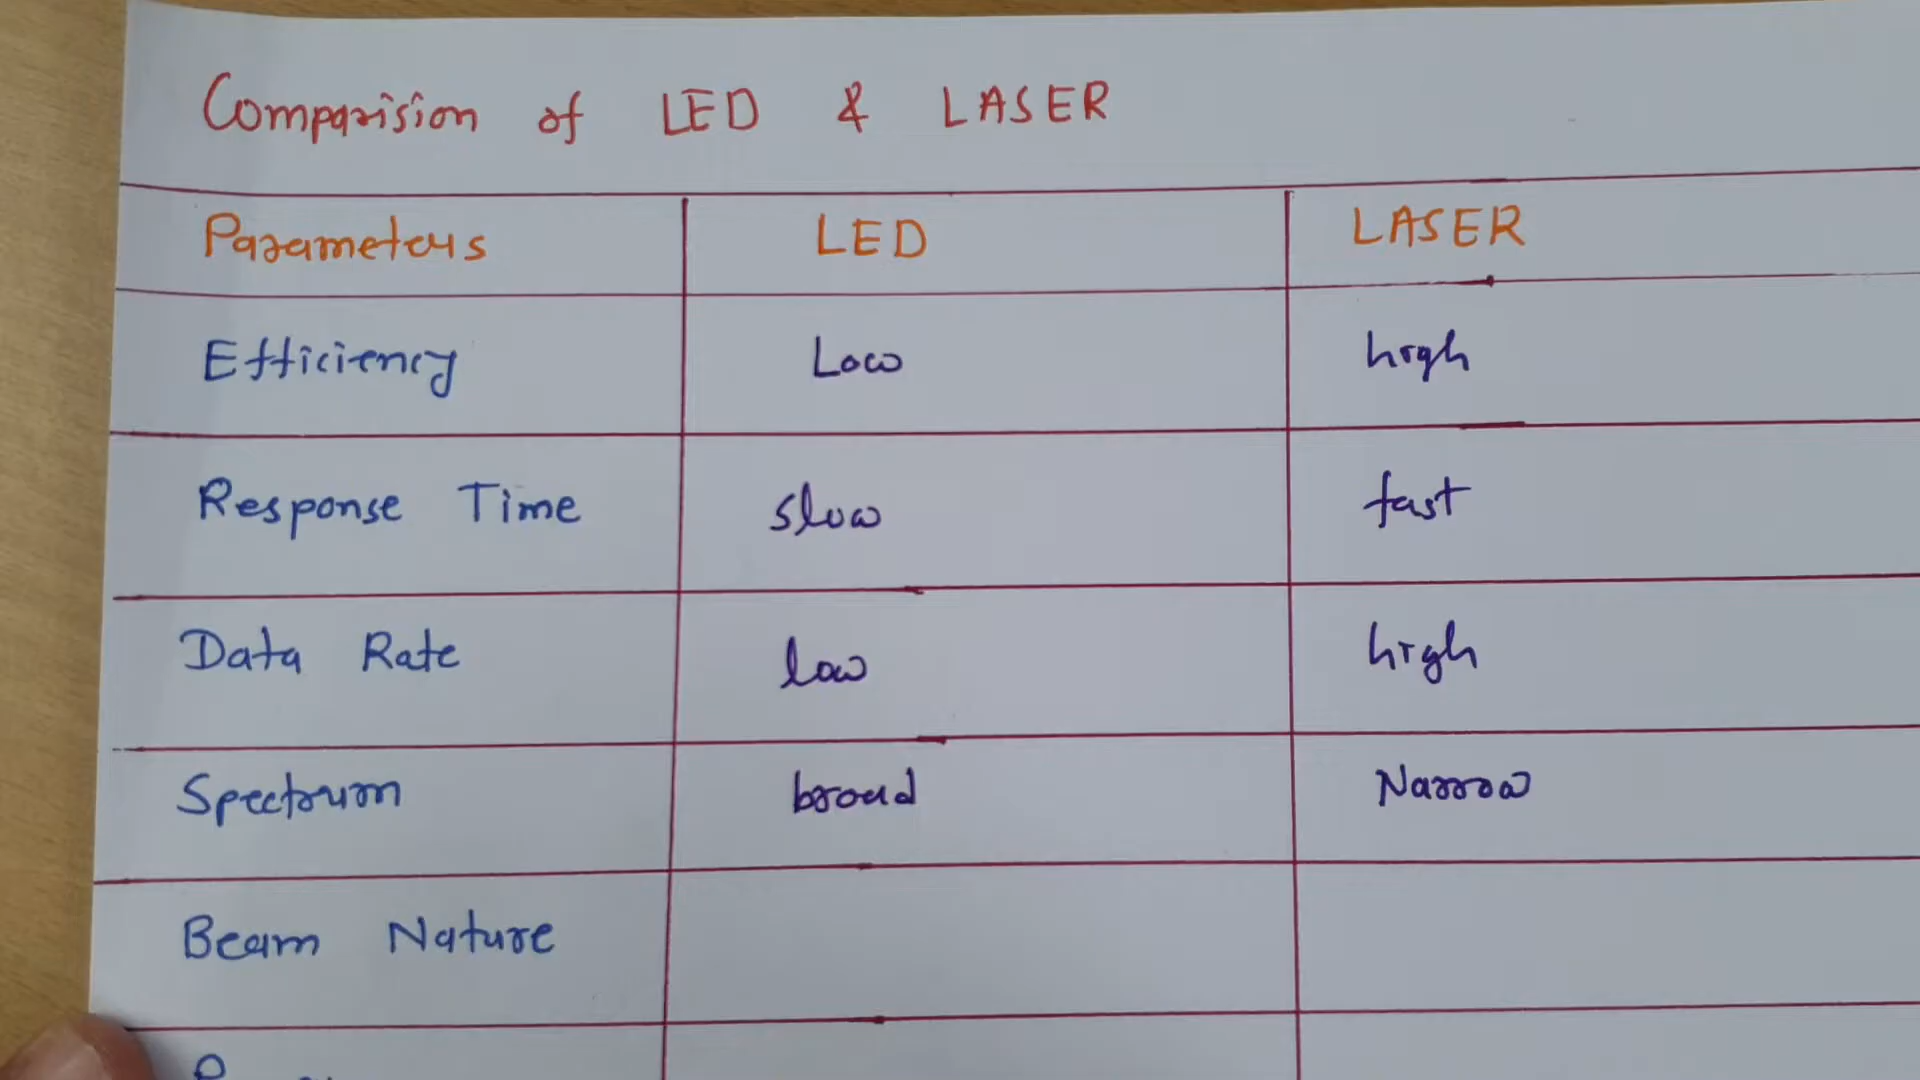 Comparision of LED & LASER
Parameters LED LASER
Efficiency Low high
Response Time slow fast
Data Rate low high
Spectrum broad Narrow
Beam Nature